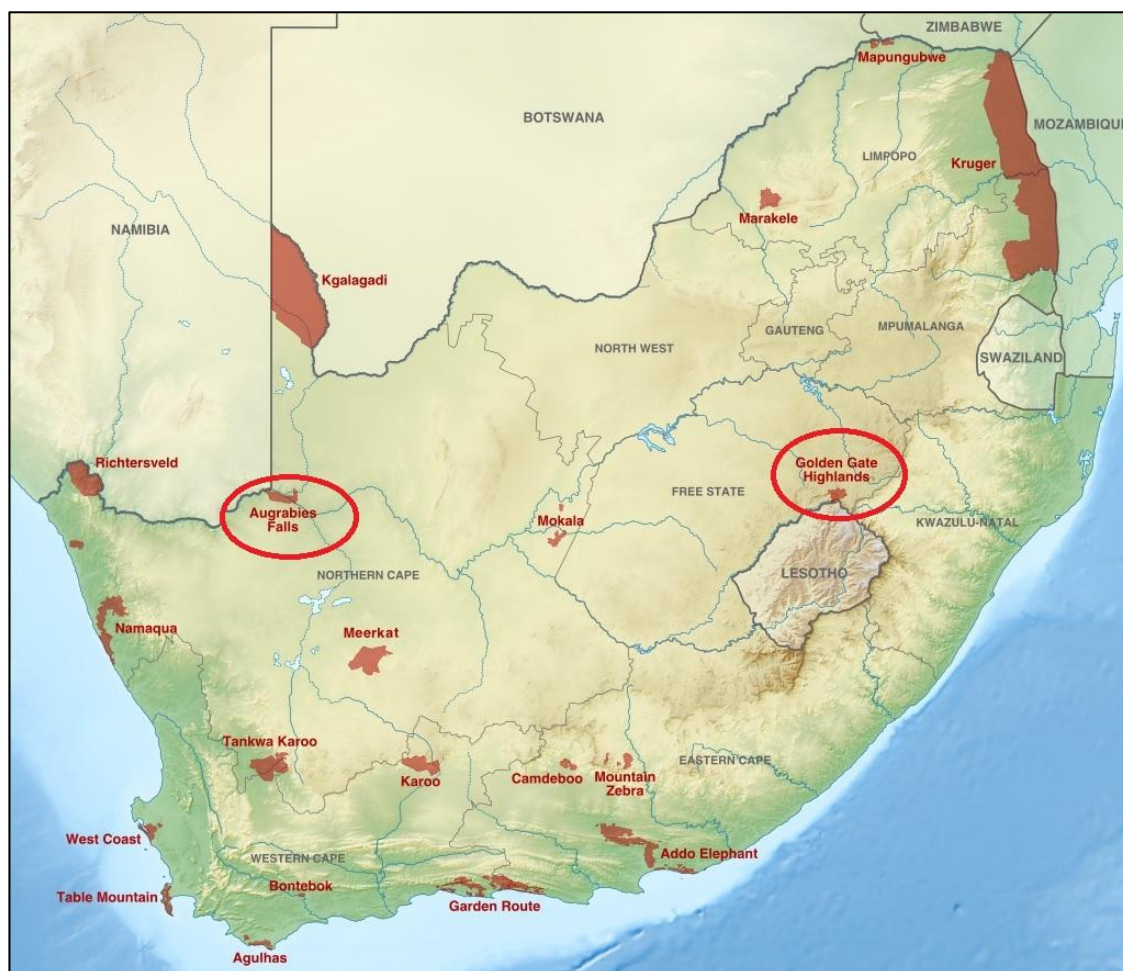 ZIMBABWE
Mapungubwe
BOTSWANA
MOZAMBIQUE
LIMPOPO
Kruger
Marakele
NAMIBIA
Kgalagadi
GAUTENG
MPUMALANGA
NORTH WEST
SWAZILAND
Richtersveld
Golden Gate
Highlands
FREE STATE
Augrabies
Falls
Mokala
KWAZULU-NATAL
NORTHERN CAPE
LESOTHO
Namaqua
Meerkat
Tankwa Karoo
Karoo
Camdeboo
Mountain
Zebra
EASTERN CAPE
West Coast
WESTERN CAPE
Addo Elephant
Bontebok
Table Mountain
Garden Route
Agulhas